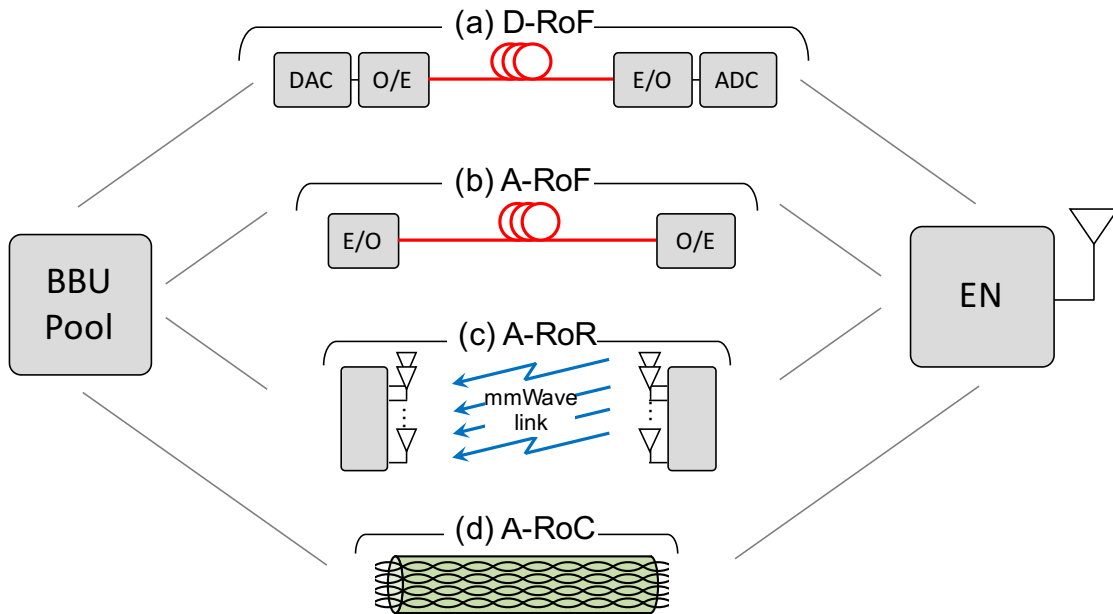 (a) D-RoF
DAC
O/E
E/O
ADC
(b) A-RoF
E/O
O/E
BBU
Pool
EN
(c) A-RoR
mmWave
link
(d) A-RoC